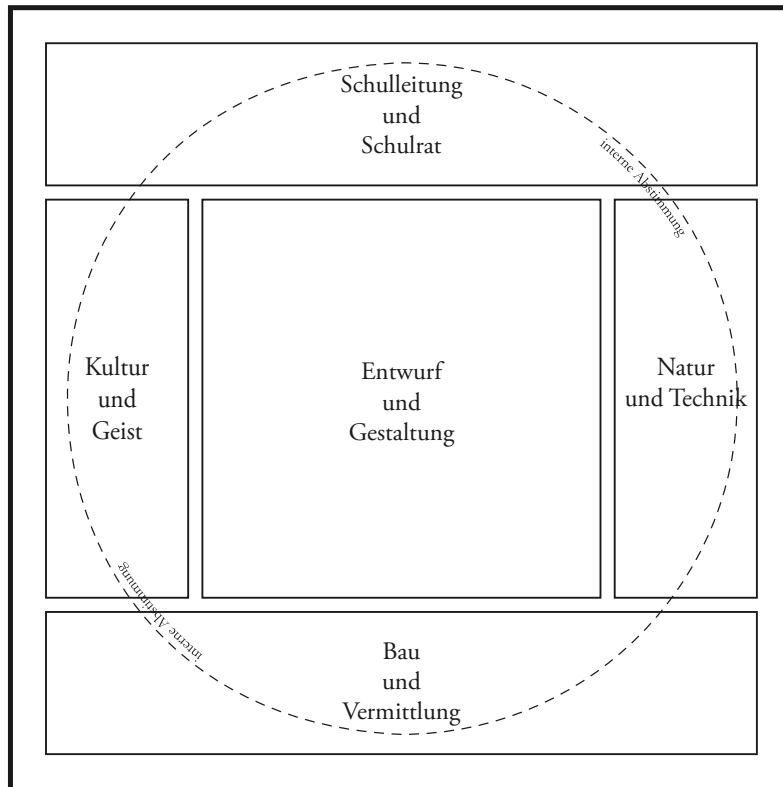 Schulleitung
und
Schulrat
interne Abstimmung
Kultur
und
Geist
Entwurf
und
Gestaltung
Natur
und Technik
interne Abstimmung
Bau
und
Vermittlung